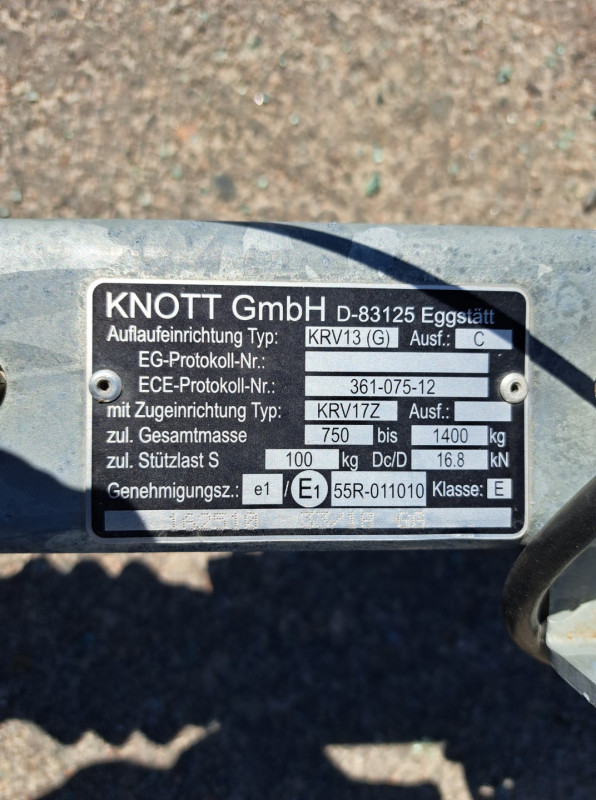 KNOTT GmbH D-83125 Eggstätt
Auflaufeinrichtung Typ: KRV13 (G) Ausf.: C
EG-Protokoll-Nr.:
ECE-Protokoll-Nr.: 361-075-12
mit Zugeinrichtung Typ: KRV17Z Ausf.:
zul. Gesamtmasse 750 bis 1400 kg
zul. Stützlast S 100 kg Dc/D 16.8 kN
Genehmigungsz.: e1 / E1 55R-011010 Klasse: E